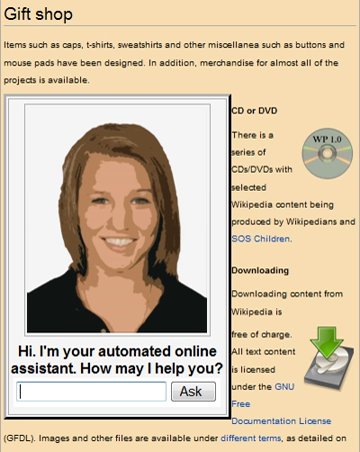 Gift shop
Items such as caps, t-shirts, sweatshirts and other miscellanea such as buttons and
mouse pads have been designed. In addition, merchandise for almost all of the
projects is available.
Hi. I'm your automated online
assistant. How may I help you?
Ask
CD or DVD
There is a
series of
CDs/DVDs with
selected
Wikipedia content being
produced by Wikipedians and
SOS Children.
WP 1.0
Downloading
Downloading content from
Wikipedia is
free of charge.
All text content
is licensed
under the GNU
Free
Documentation License
(GFDL). Images and other files are available under different terms, as detailed on